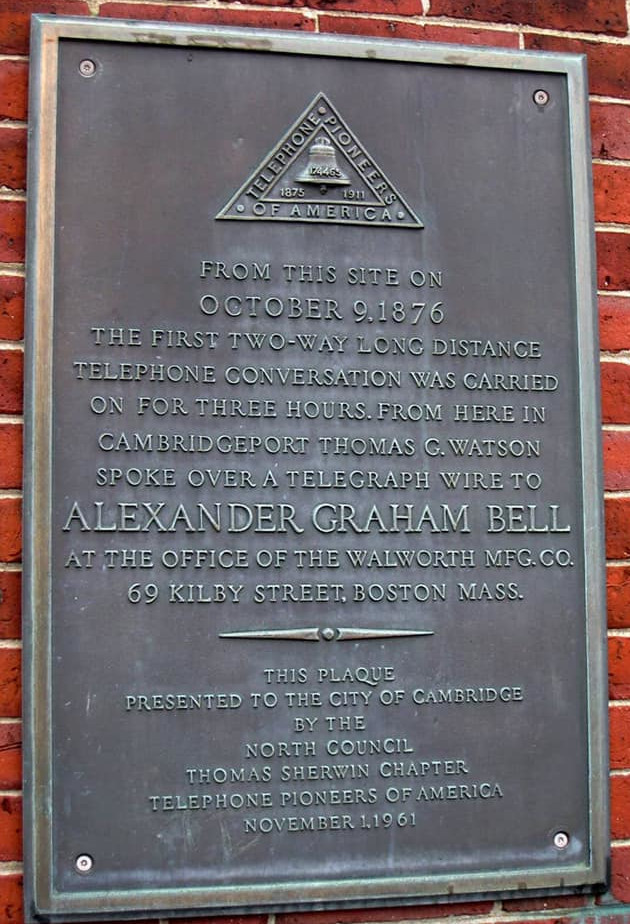 TELEPHONE PIONEERS
174465
1875 1911
OF AMERICA
FROM THIS SITE ON
OCTOBER 9, 1876
THE FIRST TWO-WAY LONG DISTANCE
TELEPHONE CONVERSATION WAS CARRIED
ON FOR THREE HOURS. FROM HERE IN
CAMBRIDGEPORT THOMAS G. WATSON
SPOKE OVER A TELEGRAPH WIRE TO
ALEXANDER GRAHAM BELL
AT THE OFFICE OF THE WALWORTH MFG. CO.
69 KILBY STREET, BOSTON MASS.
THIS PLAQUE
PRESENTED TO THE CITY OF CAMBRIDGE
BY THE
NORTH COUNCIL
THOMAS SHERWIN CHAPTER
TELEPHONE PIONEERS OF AMERICA
NOVEMBER 1, 1961